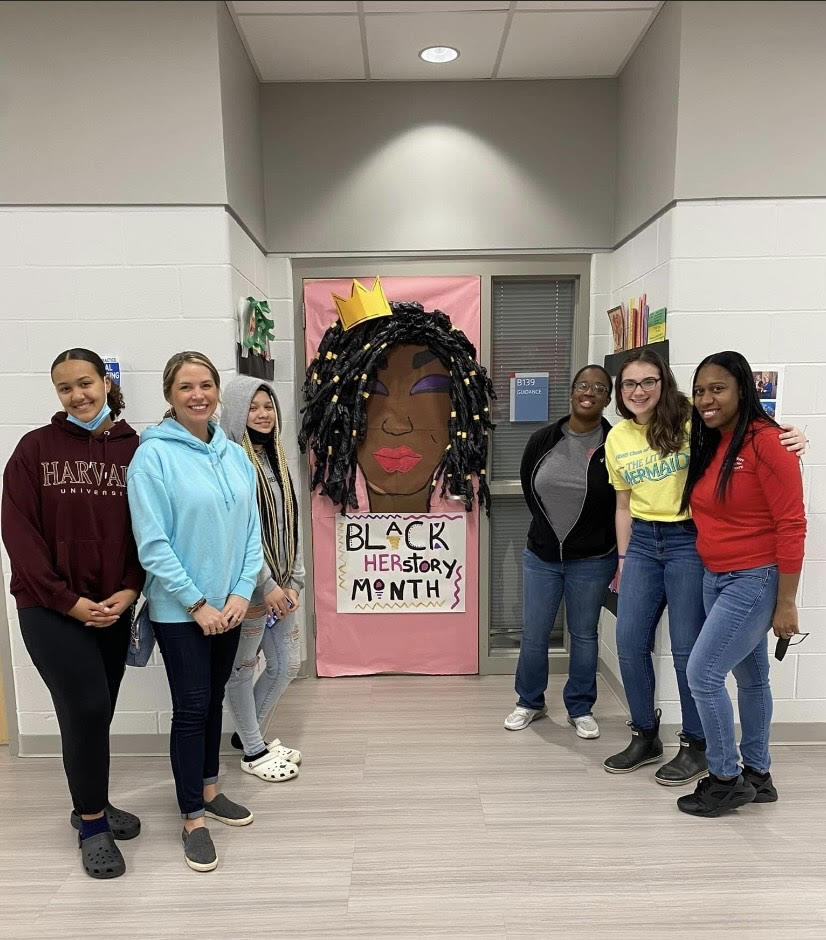 HARVARD
UNIVERSITY
B139
GUIDANCE
BLACK
HERSTORY
MONTH
THE LITTLE
MERMAID